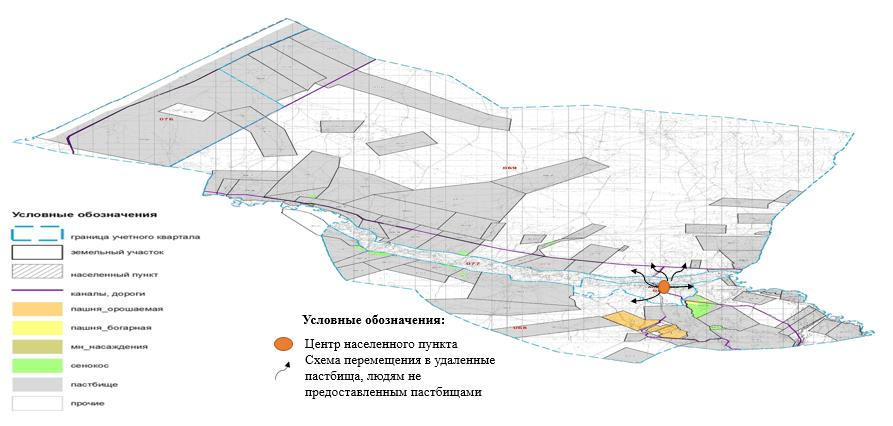 076
069
077
068
Условные обозначения
граница учетного квартала
земельный участок
населенный пункт
каналы, дороги
пашня_орошаемая
пашня_богарная
мн_насаждения
сенокос
пастбище
прочие
Условные обозначения:
Центр населенного пункта
Схема перемещения в удаленные
пастбища, людям не
предоставленным пастбищами